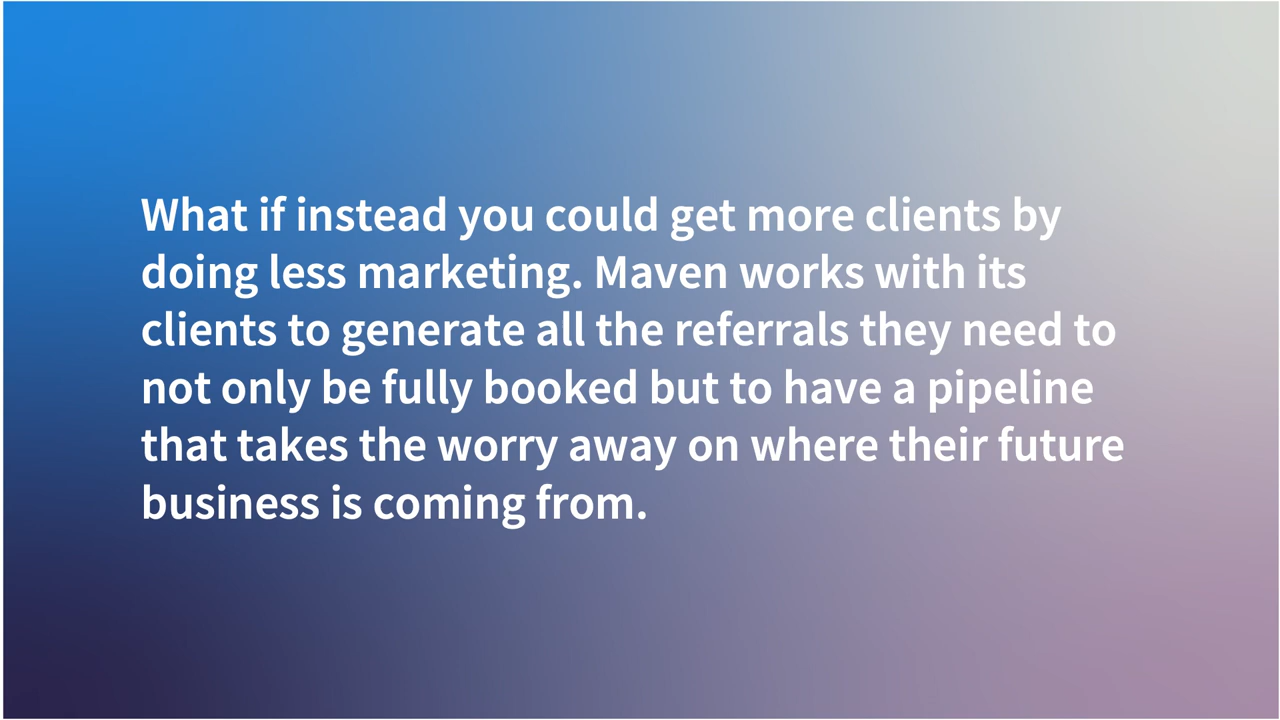 What if instead you could get more clients by
doing less marketing. Maven works with its
clients to generate all the referrals they need to
not only be fully booked but to have a pipeline
that takes the worry away on where their future
business is coming from.